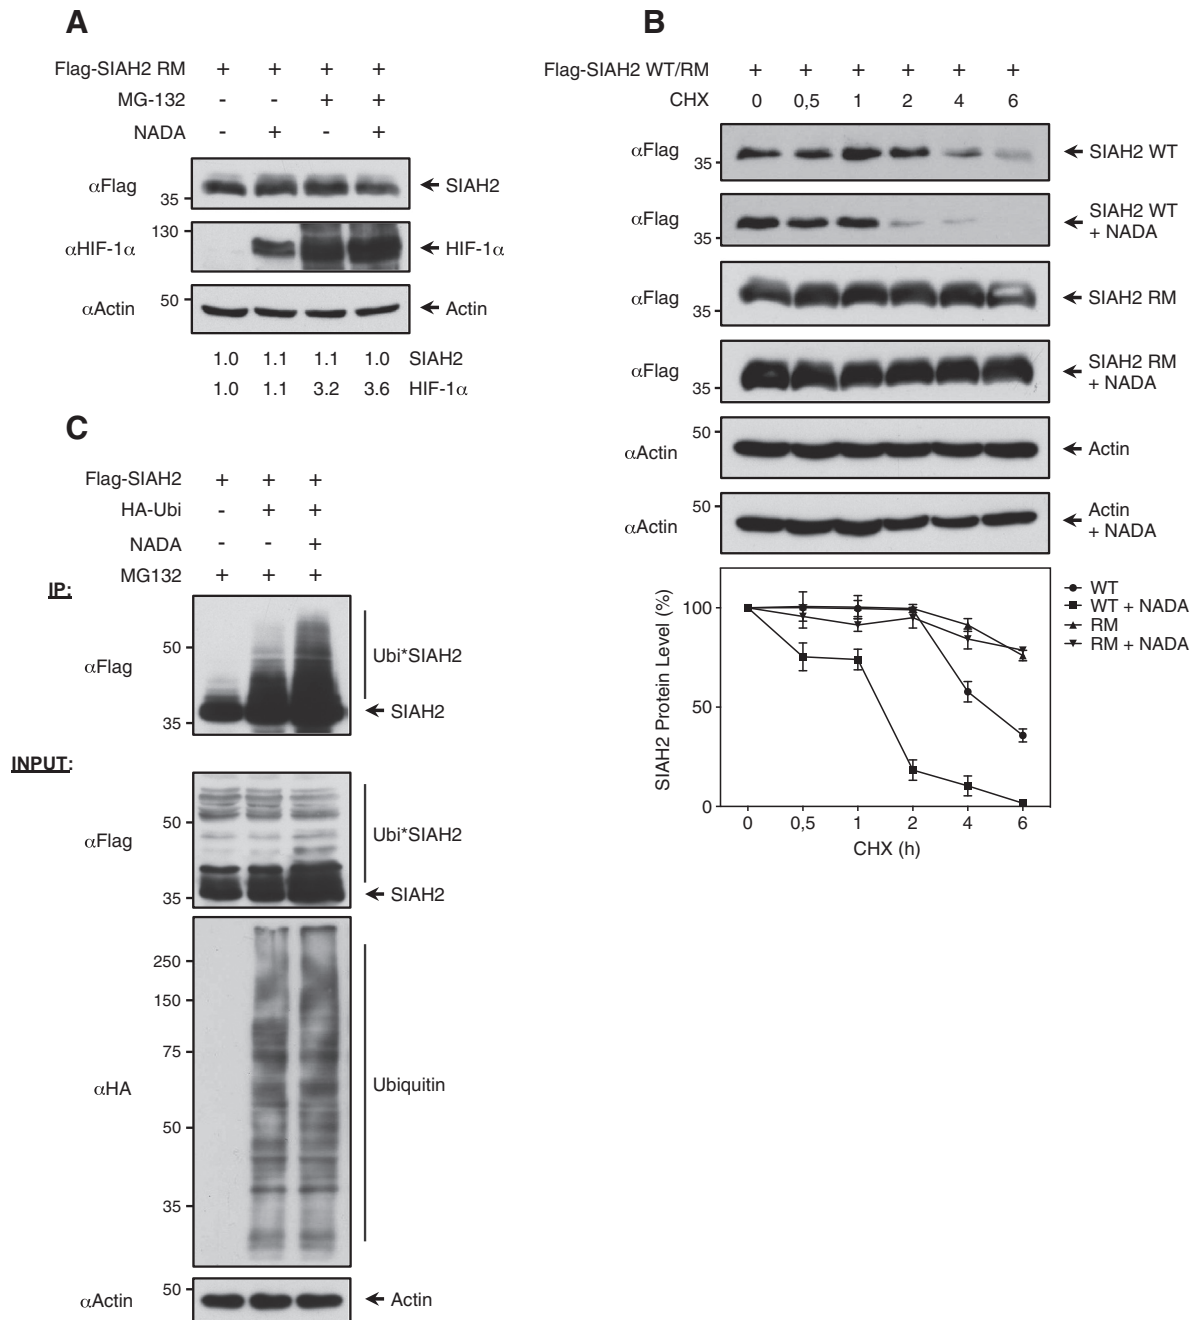 A
Flag-SIAH2 RM + + + +
MG-132 - - + +
NADA - + - +
αFlag 35 SIAH2
αHIF-1α 130 HIF-1α
αActin 50 Actin
1.0 1.1 1.1 1.0 SIAH2
1.0 1.1 3.2 3.6 HIF-1α
B
Flag-SIAH2 WT/RM + + + + + +
CHX 0 0,5 1 2 4 6
αFlag 35 SIAH2 WT
αFlag 35 SIAH2 WT
+ NADA
αFlag 35 SIAH2 RM
αFlag 35 SIAH2 RM
+ NADA
αActin 50 Actin
αActin 50 Actin
+ NADA
SIAH2 Protein Level (%)
100
50
0
0 0,5 1 2 4 6
CHX (h)
WT
WT + NADA
RM
RM + NADA
C
Flag-SIAH2 + + +
HA-Ubi - + +
NADA - - +
MG132 + + +
IP:
αFlag 50 35 Ubi*SIAH2
SIAH2
INPUT:
αFlag 50 35 Ubi*SIAH2
SIAH2
250
150
75
αHA Ubiquitin
50
35
αActin 50 Actin